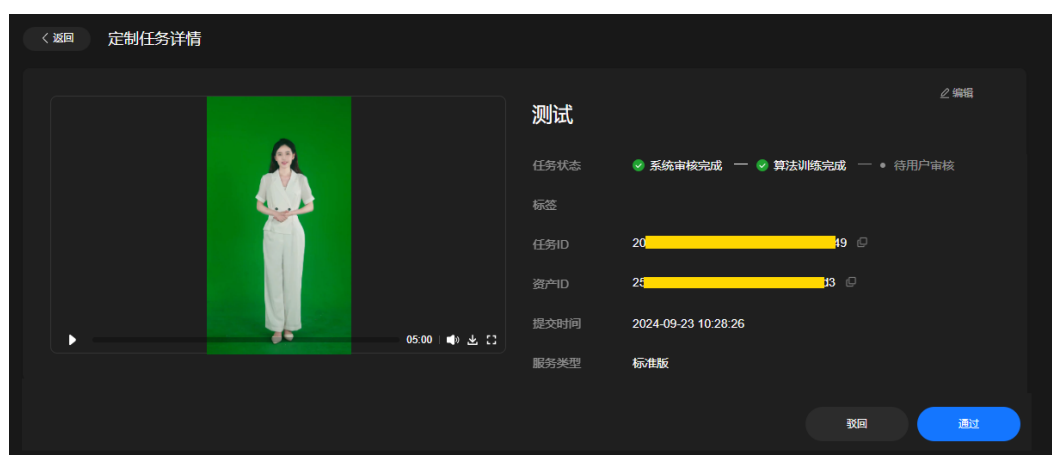 返回
定制任务详情
编辑
测试
任务状态 系统审核完成 算法训练完成 待用户审核
标签
任务ID 20 49
资产ID 25 d3
提交时间 2024-09-23 10:28:26
05:00
服务类型 标准版
驳回 通过